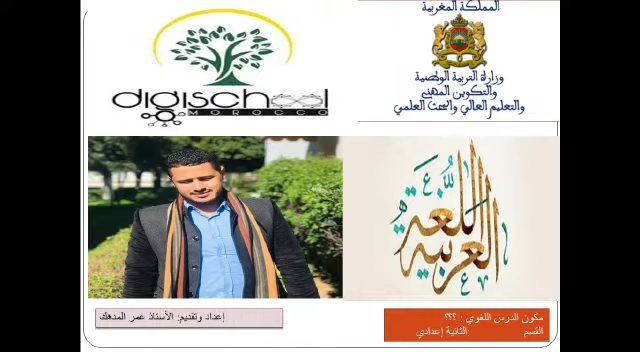 digischool
MOROCCO
المملكة المغربية
وزارة التربية الوطنية
والتكوين المهني
والتعليم العالي والبحث العلمي
اللغة
العربية
إعداد وتقديم: الأستاذ عمر المدهك
مكون الدرس اللغوي : ؟؟؟
القسم :الثانية إعدادي